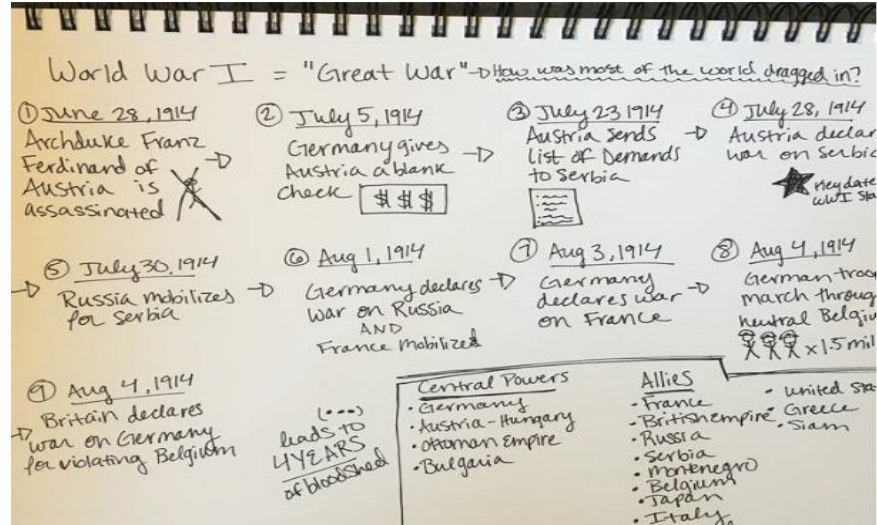 World War I = "Great War" → How was most of the world dragged in?
① June 28, 1914
Archduke Franz
Ferdinand of
Austria is
assassinated
② July 5, 1914
Germany gives
Austria a blank
check $ $ $
③ July 23 1914
Austria sends
list of Demands
to Serbia
④ July 28, 1914
Austria declar
war on Serbia
★ Key date
WWI Sta
⑤ July 30, 1914
Russia mobilizes
for Serbia
⑥ Aug 1, 1914
Germany declares
war on Russia
AND
France mobilized
⑦ Aug 3, 1914
Germany
declares war
on France
⑧ Aug 4, 1914
German troo
march throug
neutral Belgiu
x 1.5 mil
⑨ Aug 4, 1914
Britain declares
war on Germany
for violating Belgium
(...)
leads to
4 YEARS
of bloodshed
Central Powers
• Germany
• Austria-Hungary
• Ottoman Empire
• Bulgaria
Allies
• France
• British empire
• Russia
• Serbia
• Montenegro
• Belgium
• Japan
• Italy
• United Sta
• Greece
• Siam